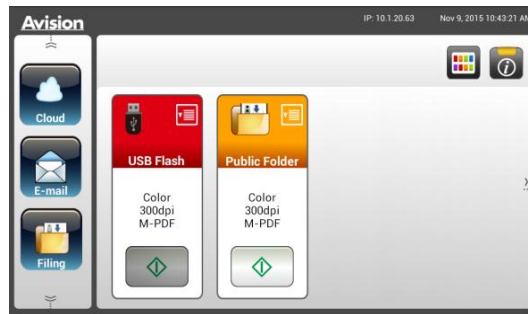 Avision
IP: 10.1.20.63 Nov 9, 2015 10:43:21 AM
Cloud
E-mail
Filing
USB Flash
Color
300dpi
M-PDF
Public Folder
Color
300dpi
M-PDF